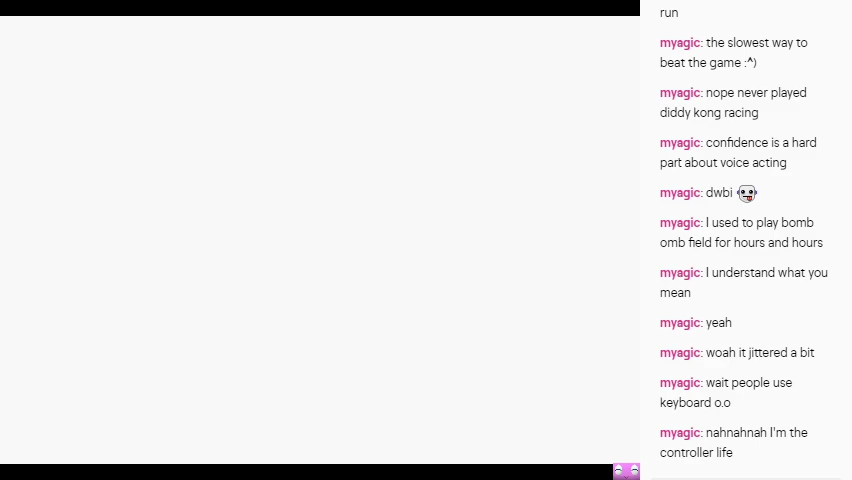 run
myagic: the slowest way to
beat the game :^)
myagic: nope never played
diddy kong racing
myagic: confidence is a hard
part about voice acting
myagic: dwbi
myagic: I used to play bomb
omb field for hours and hours
myagic: I understand what you
mean
myagic: yeah
myagic: woah it jittered a bit
myagic: wait people use
keyboard o.o
myagic: nahnahnah I'm the
controller life